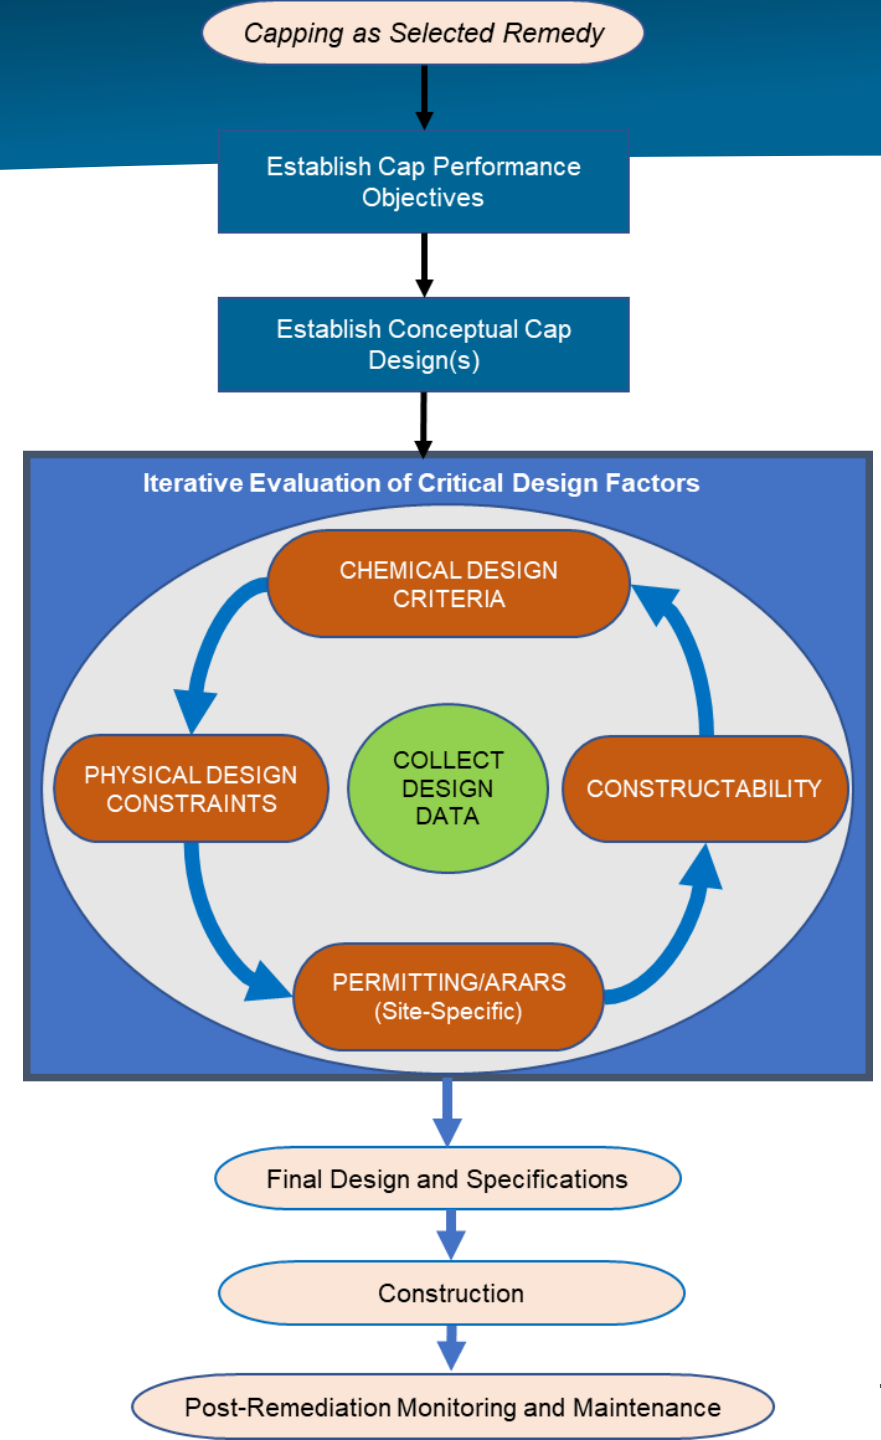 Capping as Selected Remedy
Establish Cap Performance
Objectives
Establish Conceptual Cap
Design(s)
Iterative Evaluation of Critical Design Factors
CHEMICAL DESIGN
CRITERIA
PHYSICAL DESIGN
CONSTRAINTS
COLLECT
DESIGN
DATA
CONSTRUCTABILITY
PERMITTING/ARARS
(Site-Specific)
Final Design and Specifications
Construction
Post-Remediation Monitoring and Maintenance